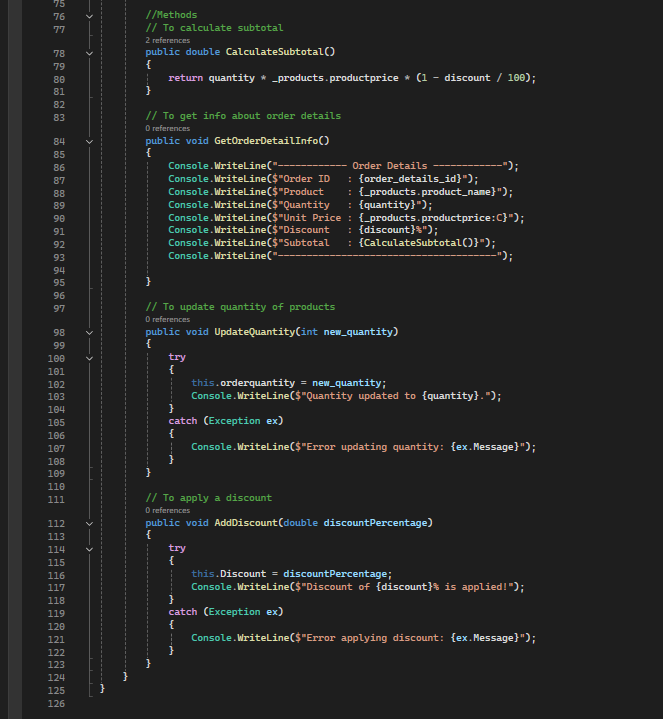 75
76 //Methods
77 // To calculate subtotal
2 references
78 public double CalculateSubtotal()
79 {
80 return quantity * _products.productprice * (1 - discount / 100);
81 }
82
83 // To get info about order details
0 references
84 public void GetOrderDetailInfo()
85 {
86 Console.WriteLine("------------ Order Details ------------");
87 Console.WriteLine($"Order ID   : {order_details_id}");
88 Console.WriteLine($"Product    : {_products.product_name}");
89 Console.WriteLine($"Quantity   : {quantity}");
90 Console.WriteLine($"Unit Price : {_products.productprice:C}");
91 Console.WriteLine($"Discount   : {discount}%");
92 Console.WriteLine($"Subtotal   : {CalculateSubtotal()}");
93 Console.WriteLine("--------------------------------------");
94
95 }
96
97 // To update quantity of products
0 references
98 public void UpdateQuantity(int new_quantity)
99 {
100 try
101 {
102 this.orderquantity = new_quantity;
103 Console.WriteLine($"Quantity updated to {quantity}.");
104 }
105 catch (Exception ex)
106 {
107 Console.WriteLine($"Error updating quantity: {ex.Message}");
108 }
109 }
110
111 // To apply a discount
0 references
112 public void AddDiscount(double discountPercentage)
113 {
114 try
115 {
116 this.Discount = discountPercentage;
117 Console.WriteLine($"Discount of {discount}% is applied!");
118 }
119 catch (Exception ex)
120 {
121 Console.WriteLine($"Error applying discount: {ex.Message}");
122 }
123 }
124 }
125 }
126